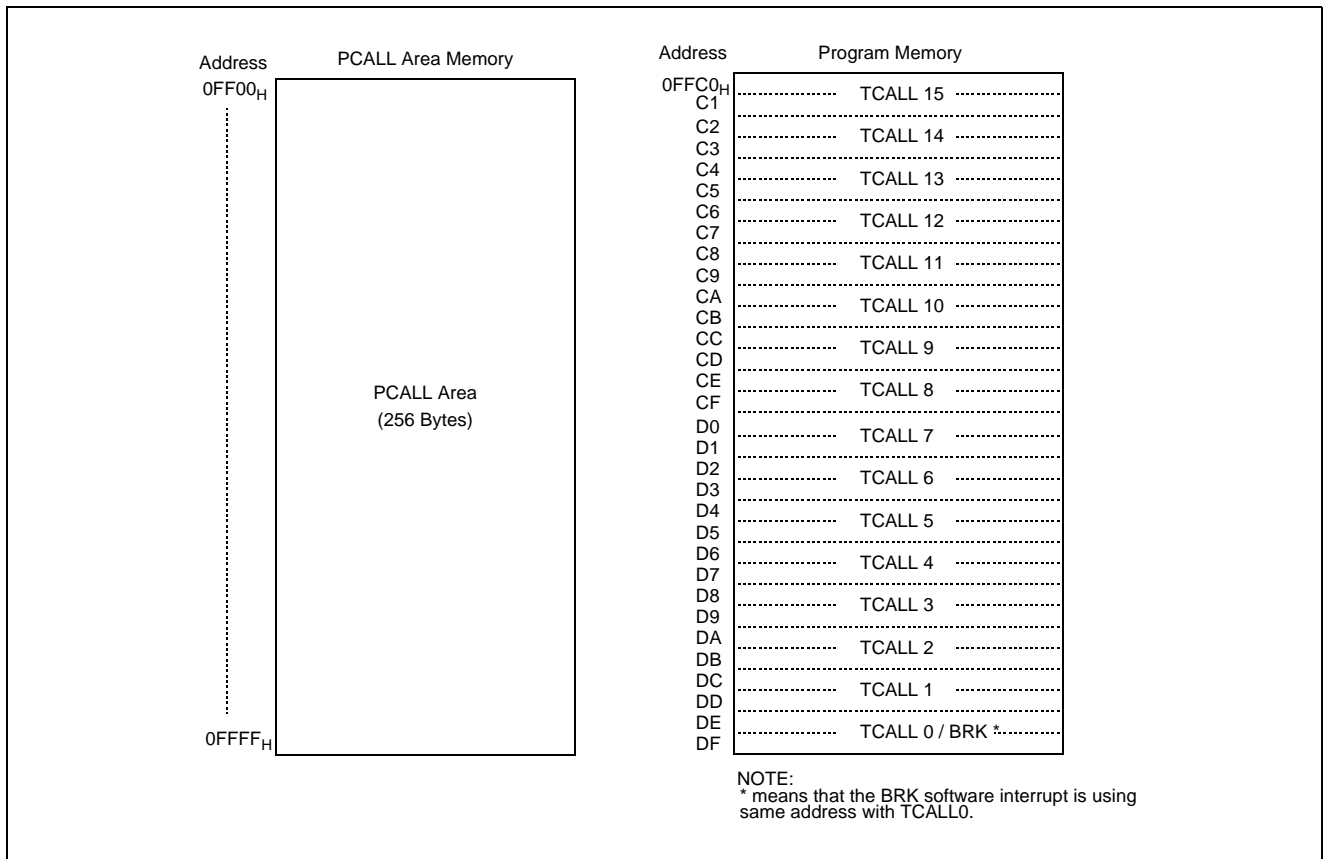 Address
PCALL Area Memory
0FF00H
PCALL Area
(256 Bytes)
0FFFFH
Address
Program Memory
0FFC0H
C1
TCALL 15
C2
C3
TCALL 14
C4
C5
TCALL 13
C6
C7
TCALL 12
C8
C9
TCALL 11
CA
CB
TCALL 10
CC
CD
TCALL 9
CE
CF
TCALL 8
D0
D1
TCALL 7
D2
D3
TCALL 6
D4
D5
TCALL 5
D6
D7
TCALL 4
D8
D9
TCALL 3
DA
DB
TCALL 2
DC
DD
TCALL 1
DE
DF
TCALL 0 / BRK *
NOTE:
* means that the BRK software interrupt is using
same address with TCALL0.